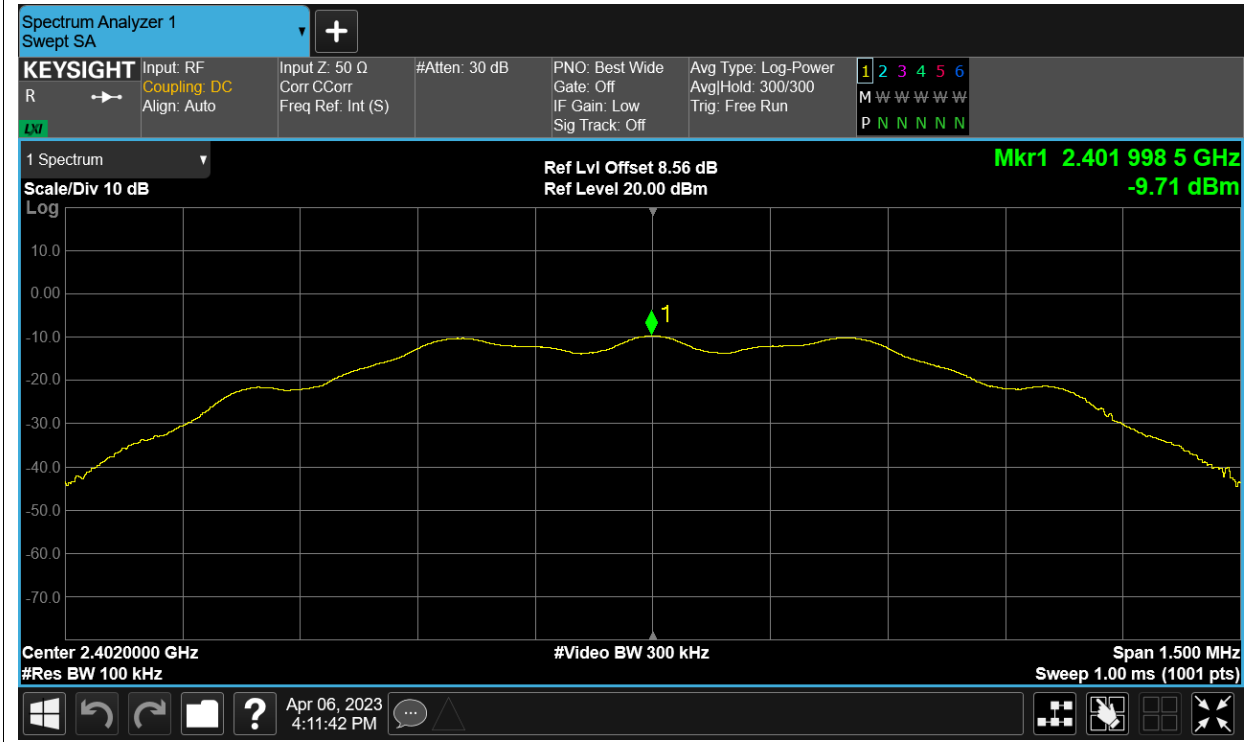 Spectrum Analyzer 1
Swept SA
KEYSIGHT
R
LXI
Input: RF
Coupling: DC
Align: Auto
Input Z: 50 Ω
Corr CCorr
Freq Ref: Int (S)
#Atten: 30 dB
PNO: Best Wide
Gate: Off
IF Gain: Low
Sig Track: Off
Avg Type: Log-Power
Avg|Hold: 300/300
Trig: Free Run
1 2 3 4 5 6
M W W W W W
P N N N N N
1 Spectrum
Scale/Div 10 dB
Log
Ref Lvl Offset 8.56 dB
Ref Level 20.00 dBm
Mkr1 2.401 998 5 GHz
-9.71 dBm
10.0
0.00
1
-10.0
-20.0
-30.0
-40.0
-50.0
-60.0
-70.0
Center 2.4020000 GHz
#Video BW 300 kHz
Span 1.500 MHz
#Res BW 100 kHz
Sweep 1.00 ms (1001 pts)
?
Apr 06, 2023
4:11:42 PM